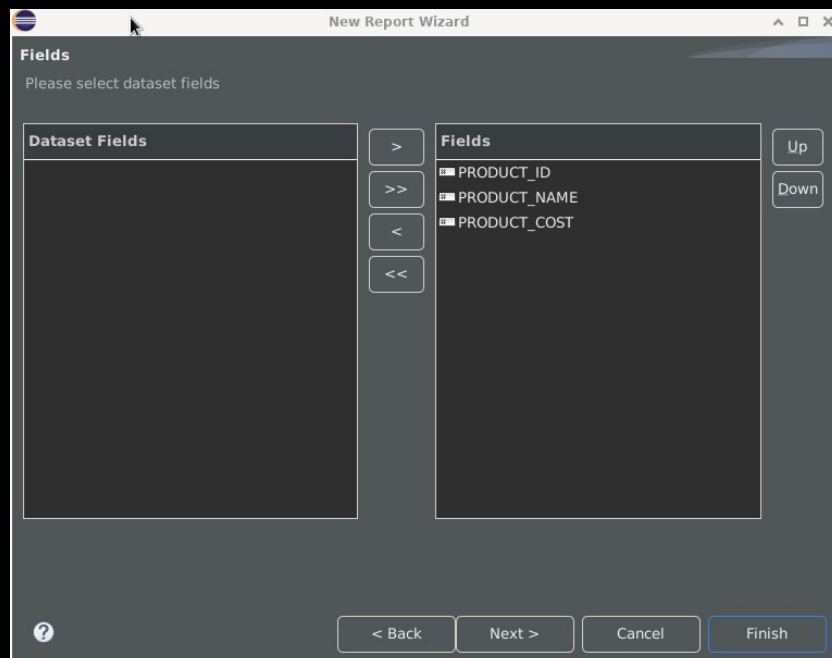 New Report Wizard
Fields
Please select dataset fields
Dataset Fields
>
>>
<
<<
Fields
PRODUCT_ID
PRODUCT_NAME
PRODUCT_COST
Up
Down
?
< Back
Next >
Cancel
Finish